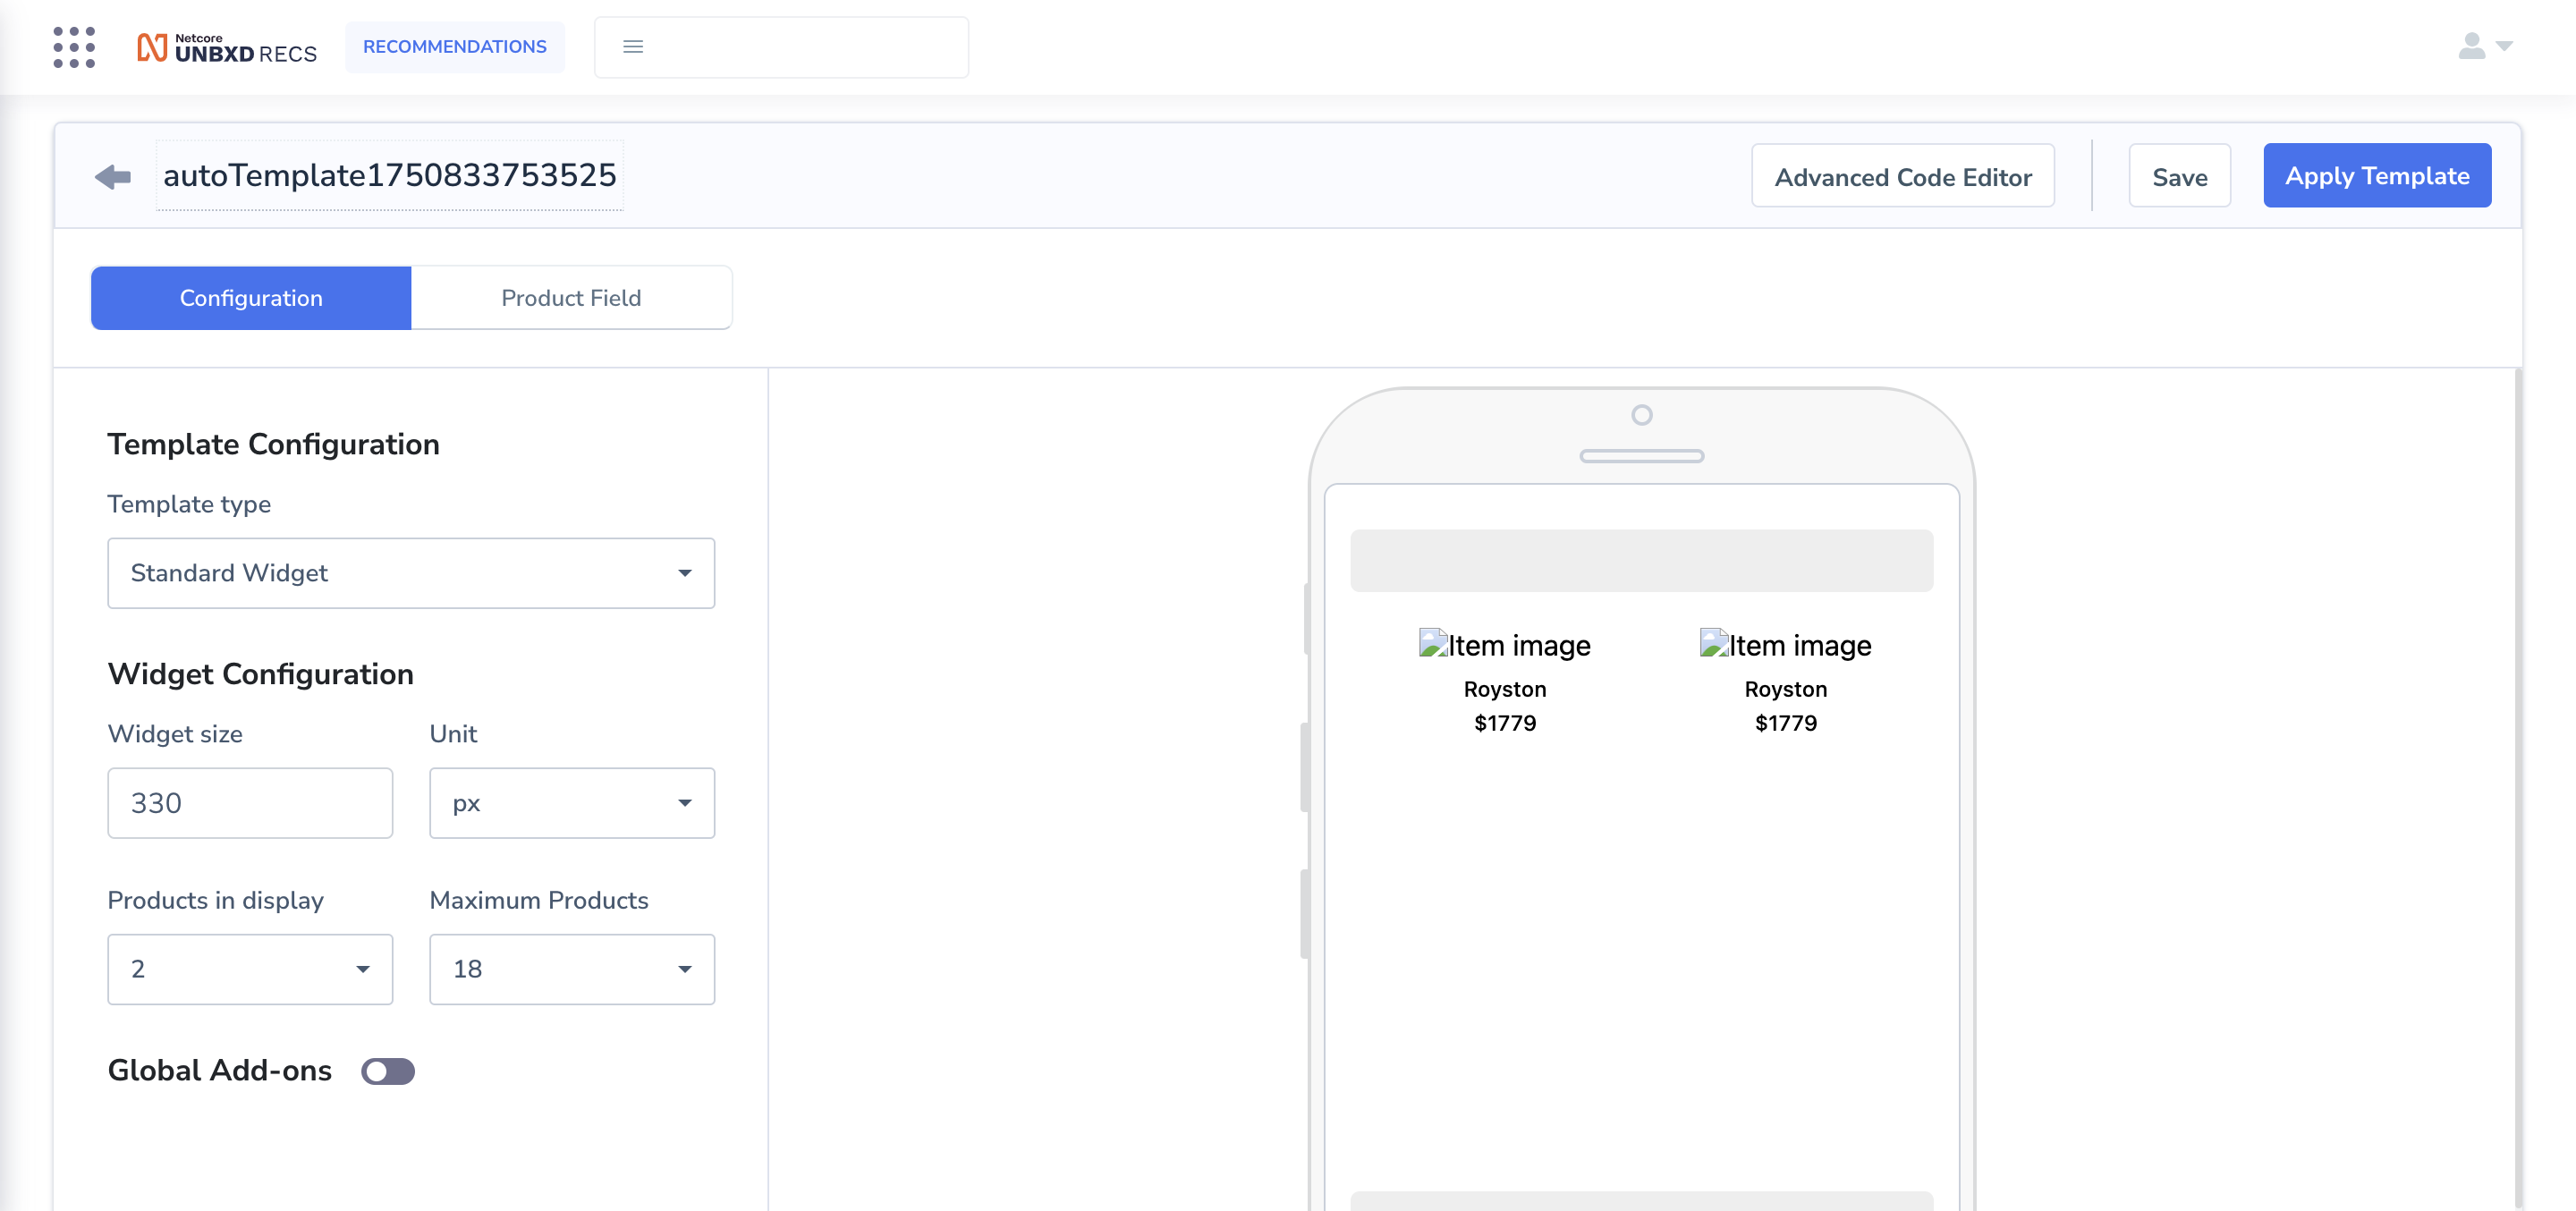 Netcore
UNBXD RECS
RECOMMENDATIONS
autoTemplate1750833753525
Advanced Code Editor
Save
Apply Template
Configuration
Product Field
Template Configuration
Template type
Standard Widget
Widget Configuration
Widget size
Unit
330
px
Products in display
Maximum Products
2
18
Global Add-ons
Item image
Item image
Royston
Royston
$1779
$1779